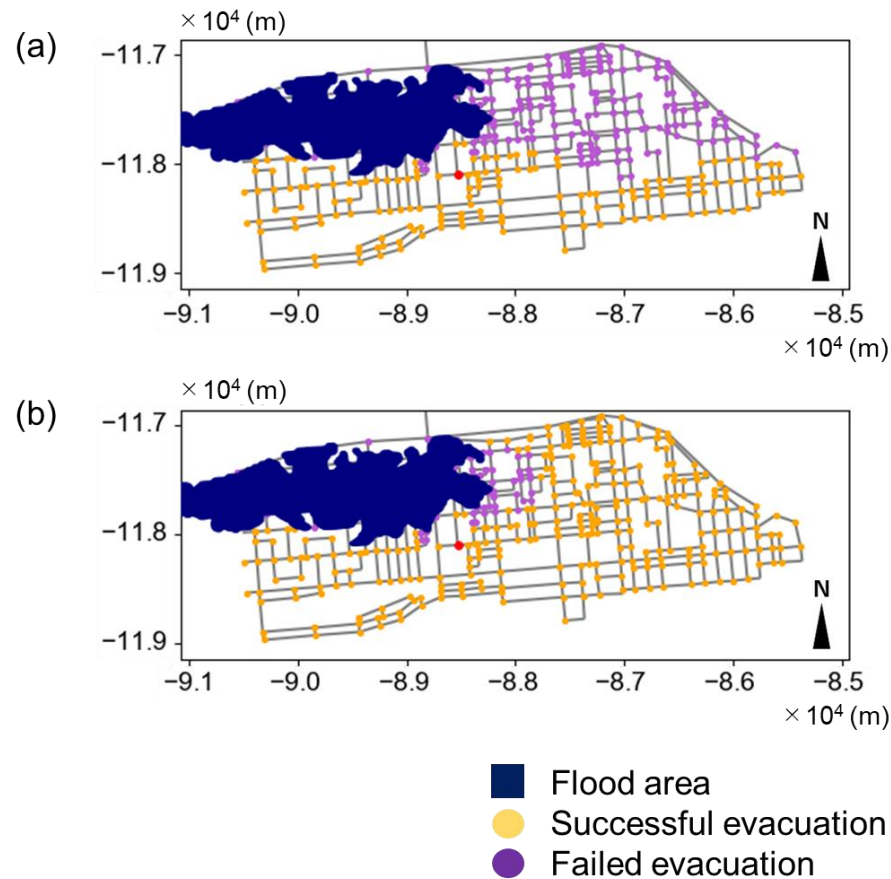 (a)
×10⁴ (m)
−11.7
−11.8
−11.9
N
−9.1 −9.0 −8.9 −8.8 −8.7 −8.6 −8.5
×10⁴ (m)
(b)
×10⁴ (m)
−11.7
−11.8
−11.9
N
−9.1 −9.0 −8.9 −8.8 −8.7 −8.6 −8.5
×10⁴ (m)
Flood area
Successful evacuation
Failed evacuation